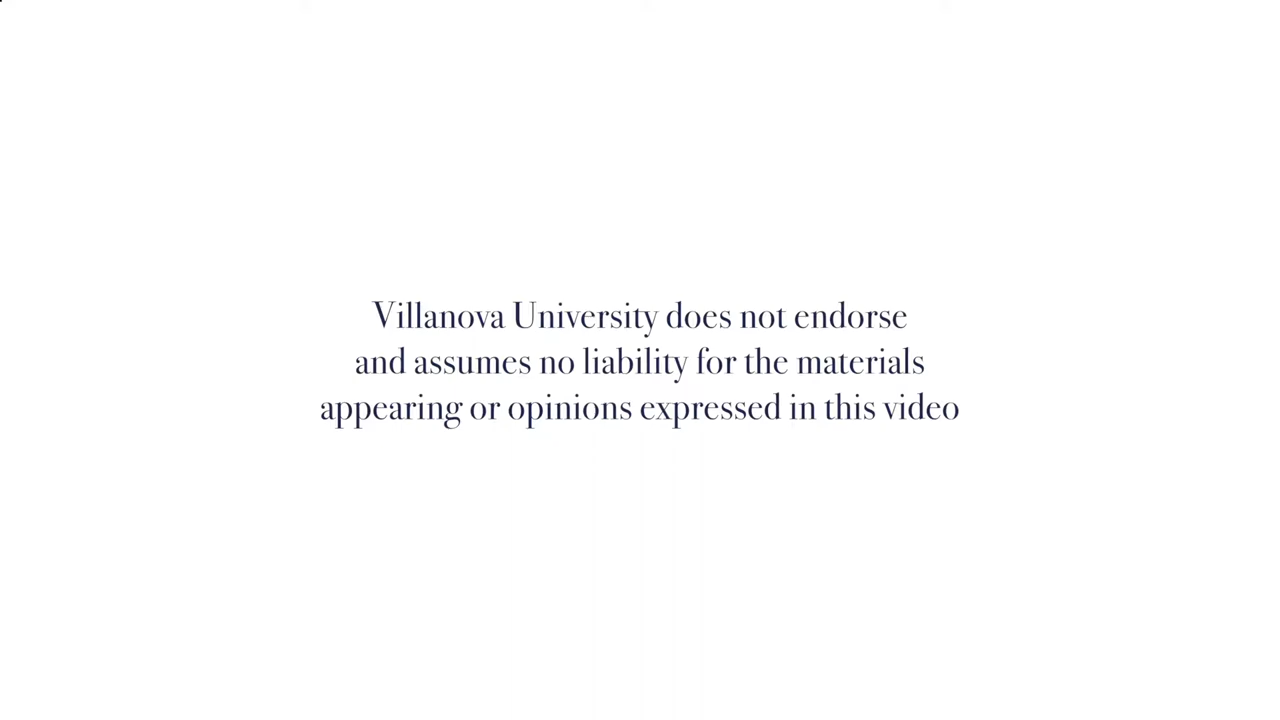 Villanova University does not endorse
and assumes no liability for the materials
appearing or opinions expressed in this video